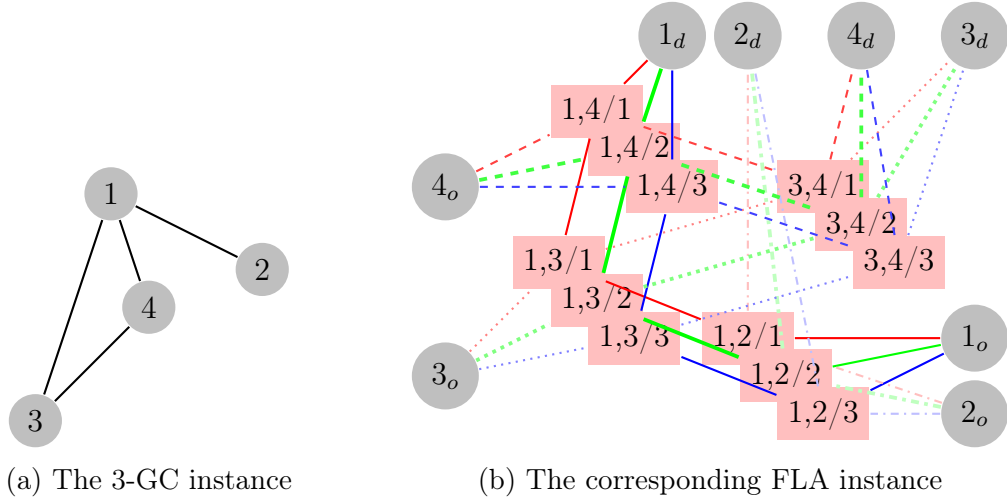 1
2
4
3
(a) The 3-GC instance
1d 2d 4d 3d
1,4/1
1,4/2
4o 1,4/3 3,4/1
3,4/2
1,3/1 3,4/3
1,3/2
1,3/3 1,2/1 1o
3o 1,2/2
1,2/3 2o
(b) The corresponding FLA instance